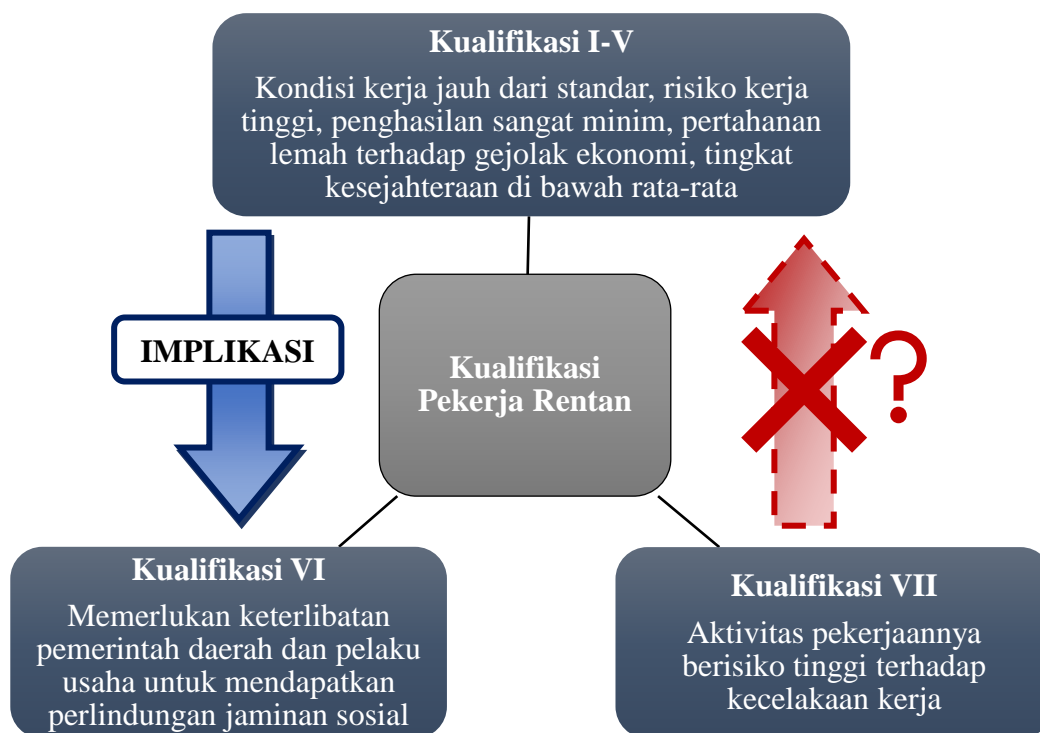 Kualifikasi I-V
Kondisi kerja jauh dari standar, risiko kerja
tinggi, penghasilan sangat minim, pertahanan
lemah terhadap gejolak ekonomi, tingkat
kesejahteraan di bawah rata-rata
IMPLIKASI
Kualifikasi
Pekerja Rentan
?
Kualifikasi VI
Memerlukan keterlibatan
pemerintah daerah dan pelaku
usaha untuk mendapatkan
perlindungan jaminan sosial
Kualifikasi VII
Aktivitas pekerjaannya
berisiko tinggi terhadap
kecelakaan kerja